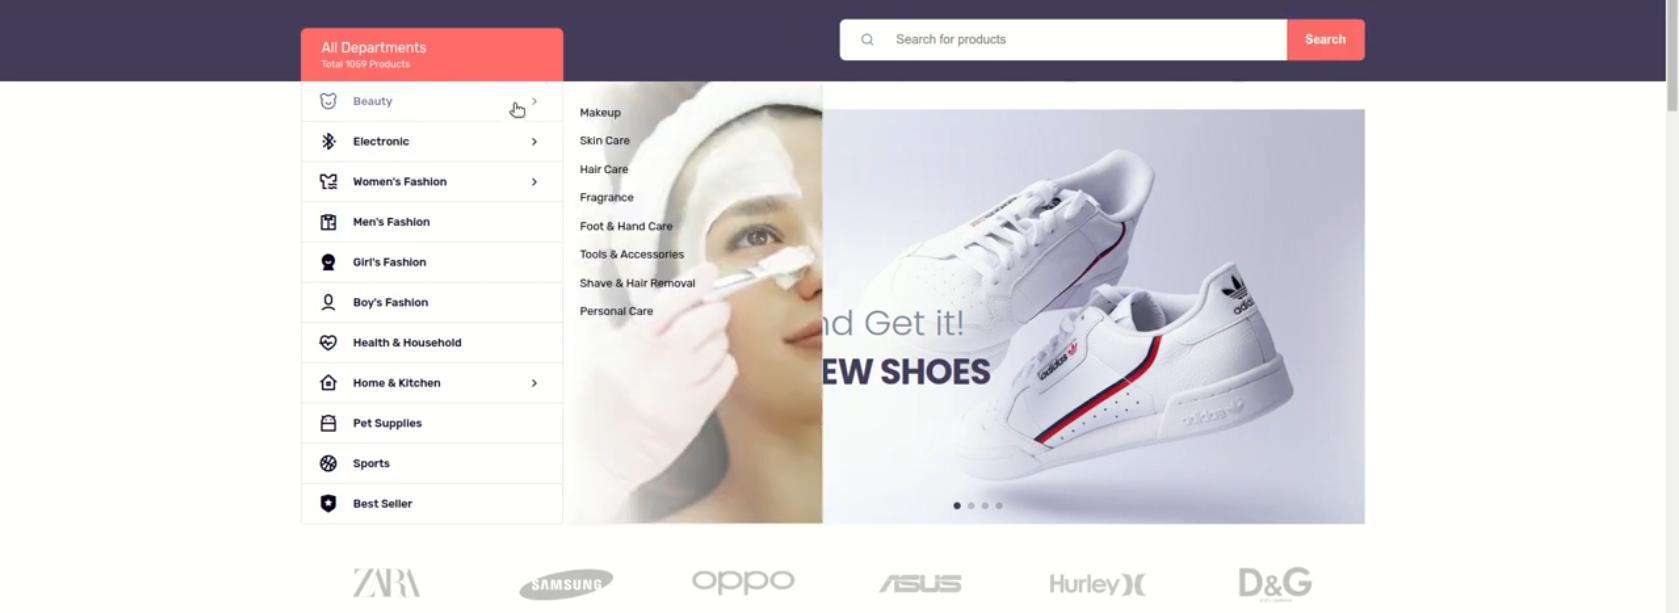 All Departments
Total 1059 Products
Search for products
Search
Beauty
Electronic
Women's Fashion
Men's Fashion
Girl's Fashion
Boy's Fashion
Health & Household
Home & Kitchen
Pet Supplies
Sports
Best Seller
Makeup
Skin Care
Hair Care
Fragrance
Foot & Hand Care
Tools & Accessories
Shave & Hair Removal
Personal Care
nd Get it!
EW SHOES
adidas
adidas
adidas
ZARA
SAMSUNG
oppo
ASUS
Hurley
D&G